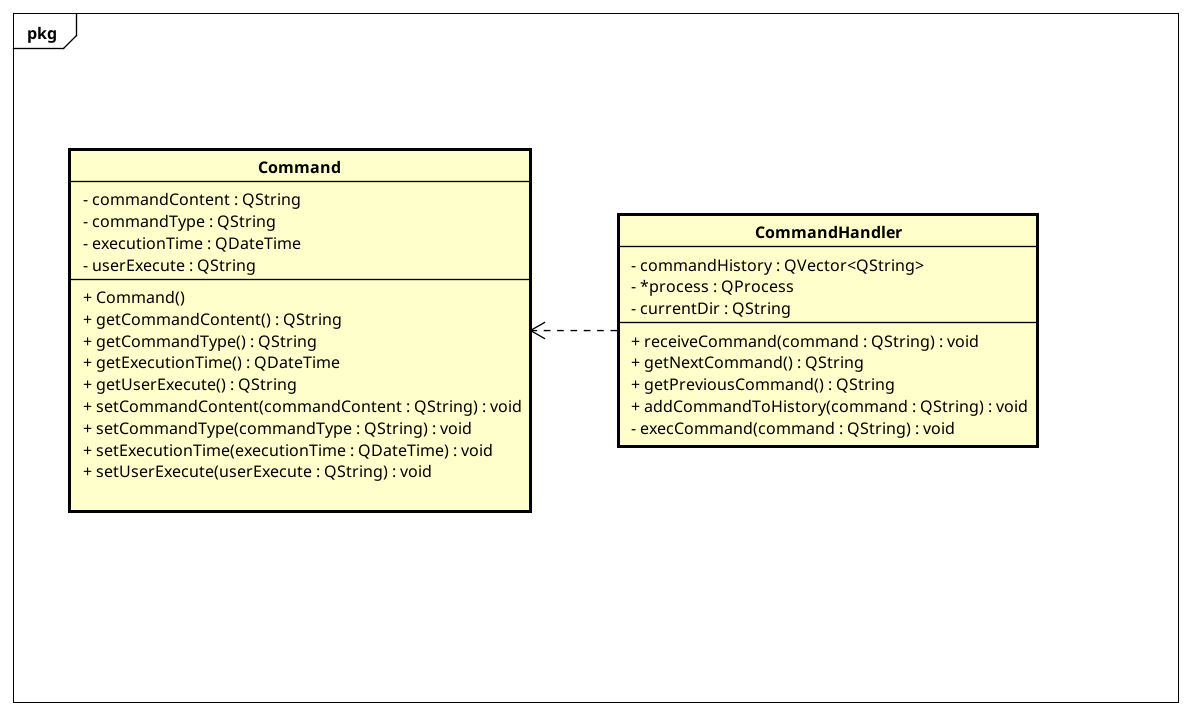 pkg
Command
- commandContent : QString
- commandType : QString
- executionTime : QDateTime
- userExecute : QString
+ Command()
+ getCommandContent() : QString
+ getCommandType() : QString
+ getExecutionTime() : QDateTime
+ getUserExecute() : QString
+ setCommandContent(commandContent : QString) : void
+ setCommandType(commandType : QString) : void
+ setExecutionTime(executionTime : QDateTime) : void
+ setUserExecute(userExecute : QString) : void
CommandHandler
- commandHistory : QVector<QString>
- *process : QProcess
- currentDir : QString
+ receiveCommand(command : QString) : void
+ getNextCommand() : QString
+ getPreviousCommand() : QString
+ addCommandToHistory(command : QString) : void
- execCommand(command : QString) : void